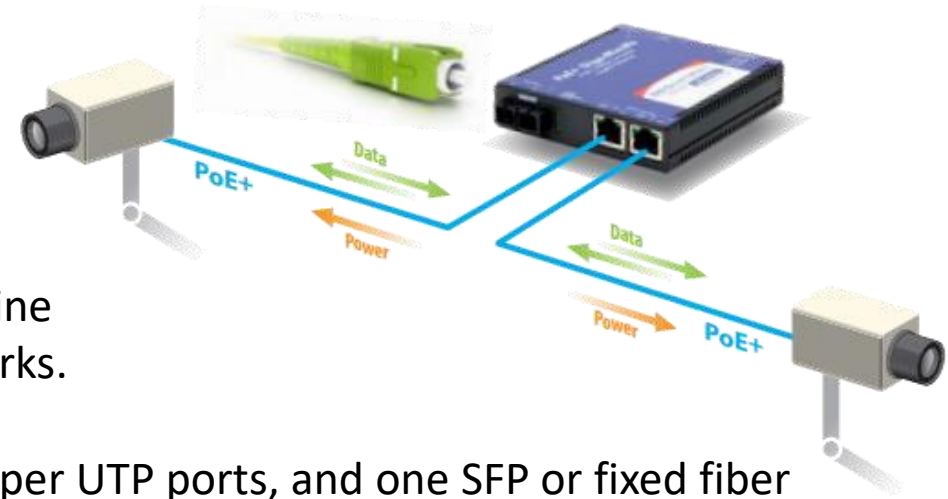 Data
PoE+
Power
Data
Power
PoE+
ine
rks.
per UTP ports, and one SFP or fixed fiber